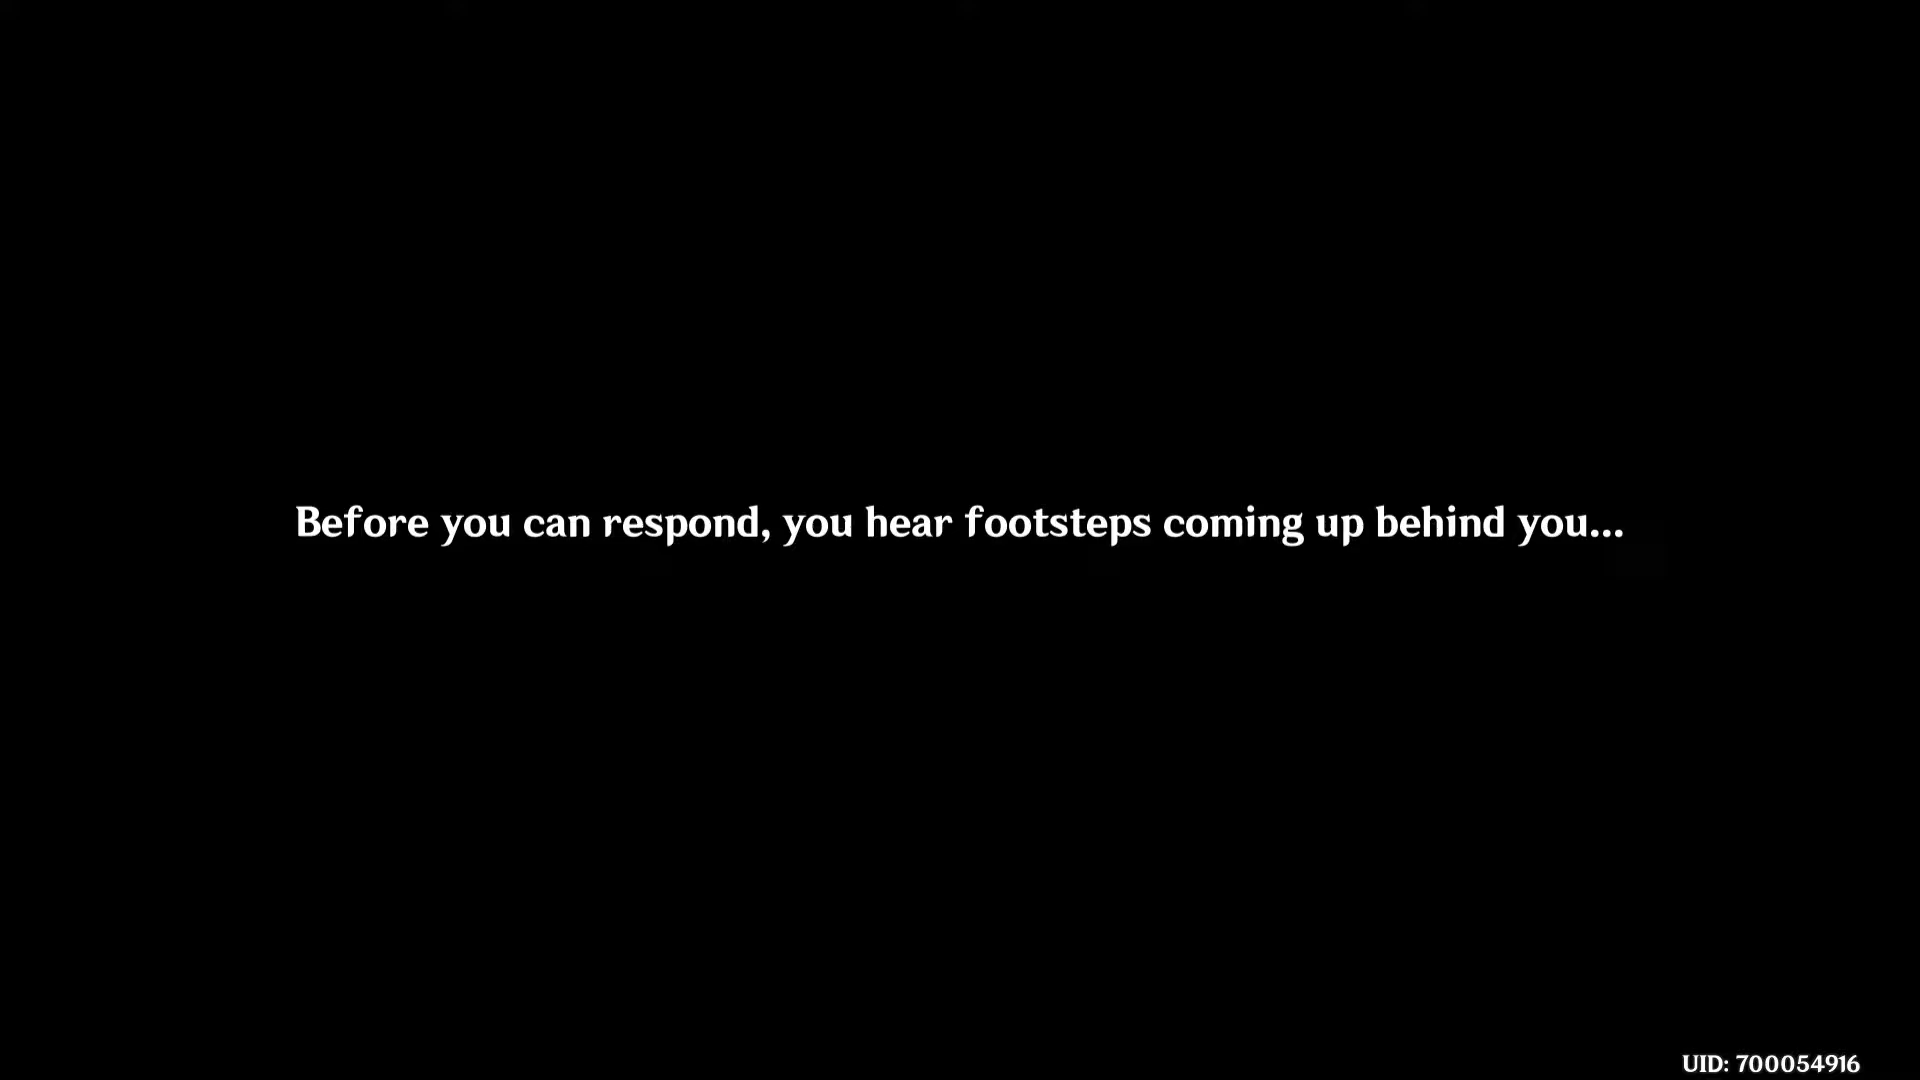 Before you can respond, you hear footsteps coming up behind you...
UID: 700054916